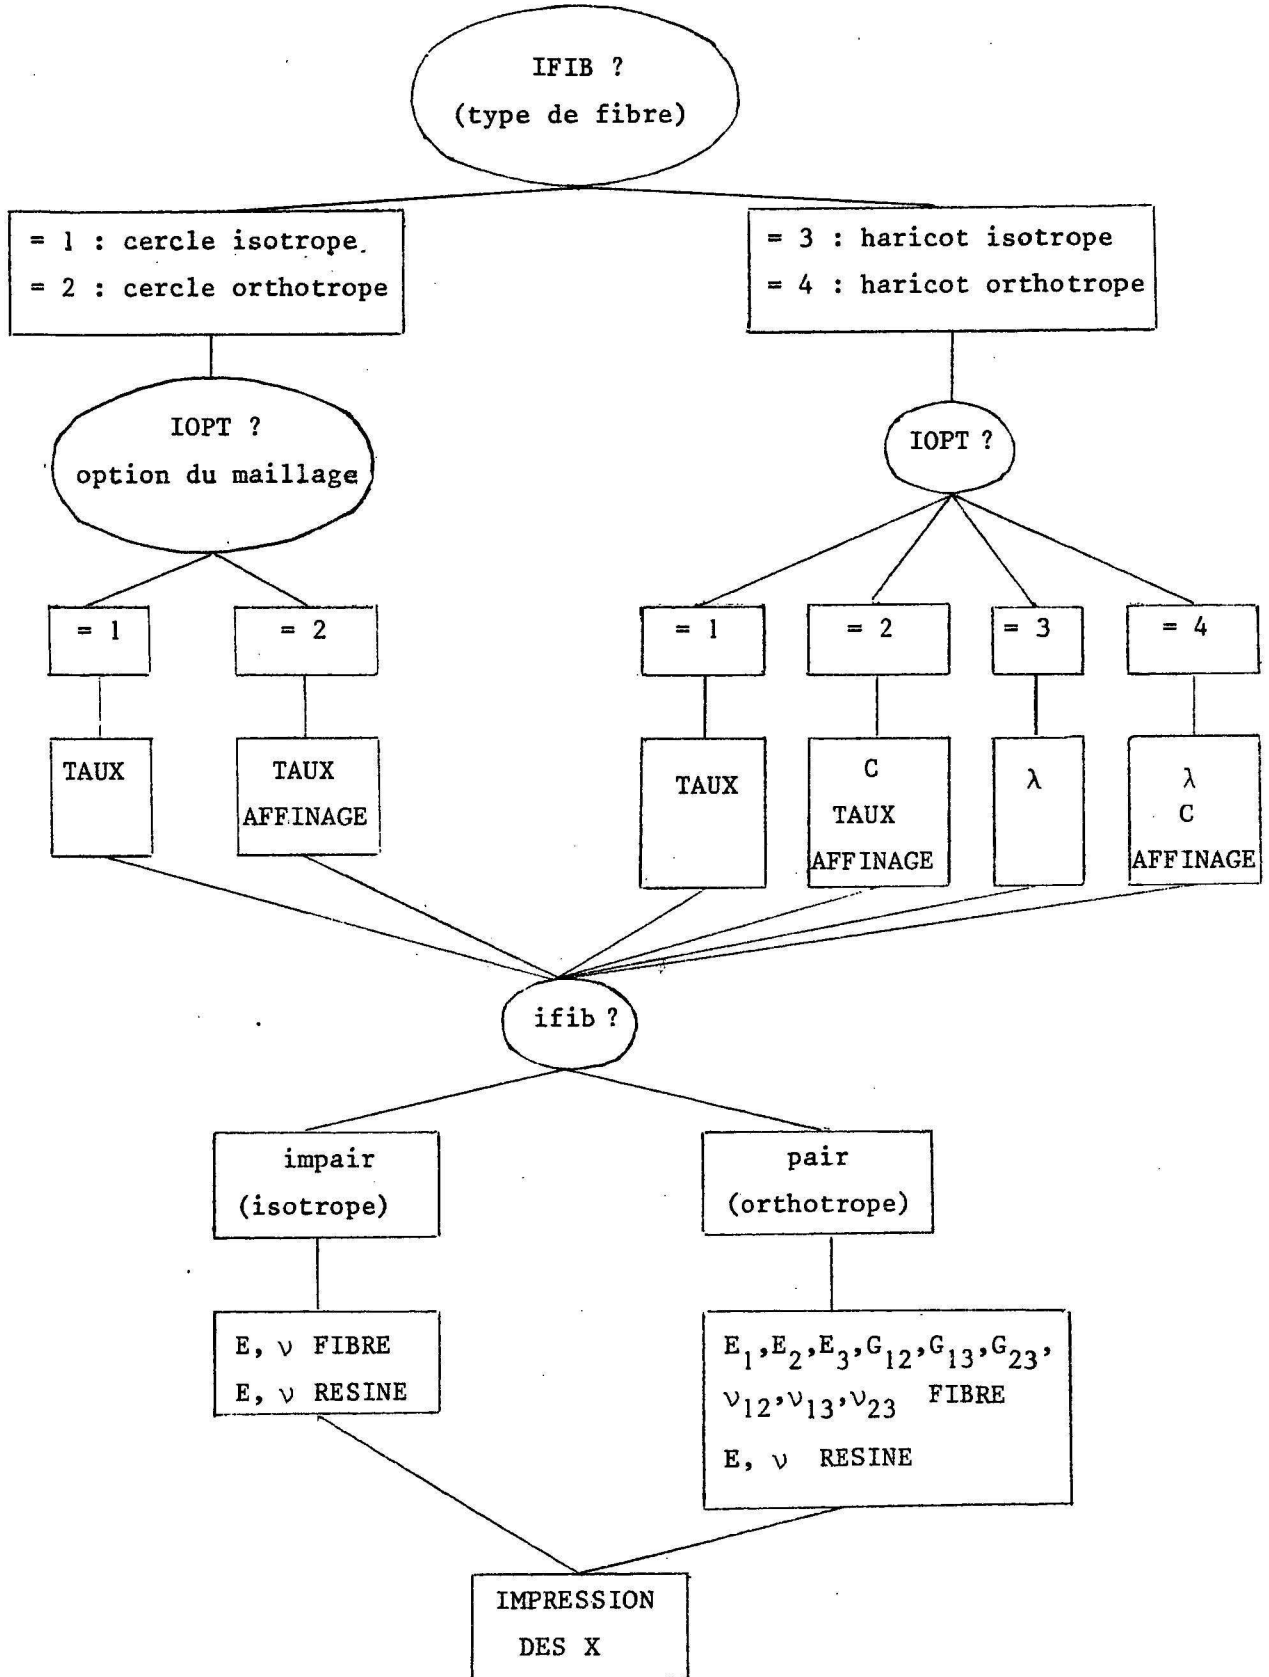 IFIB ?
(type de fibre)
= 1 : cercle isotrope.
= 2 : cercle orthotrope
= 3 : haricot isotrope
= 4 : haricot orthotrope
IOPT ?
option du maillage
IOPT ?
= 1
= 2
= 1
= 2
= 3
= 4
TAUX
TAUX
AFFINAGE
TAUX
C
TAUX
AFFINAGE
λ
λ
C
AFFINAGE
ifib ?
impair
(isotrope)
pair
(orthotrope)
E, ν FIBRE
E, ν RESINE
E₁,E₂,E₃,G₁₂,G₁₃,G₂₃,
ν₁₂,ν₁₃,ν₂₃ FIBRE
E, ν RESINE
IMPRESSION
DES X